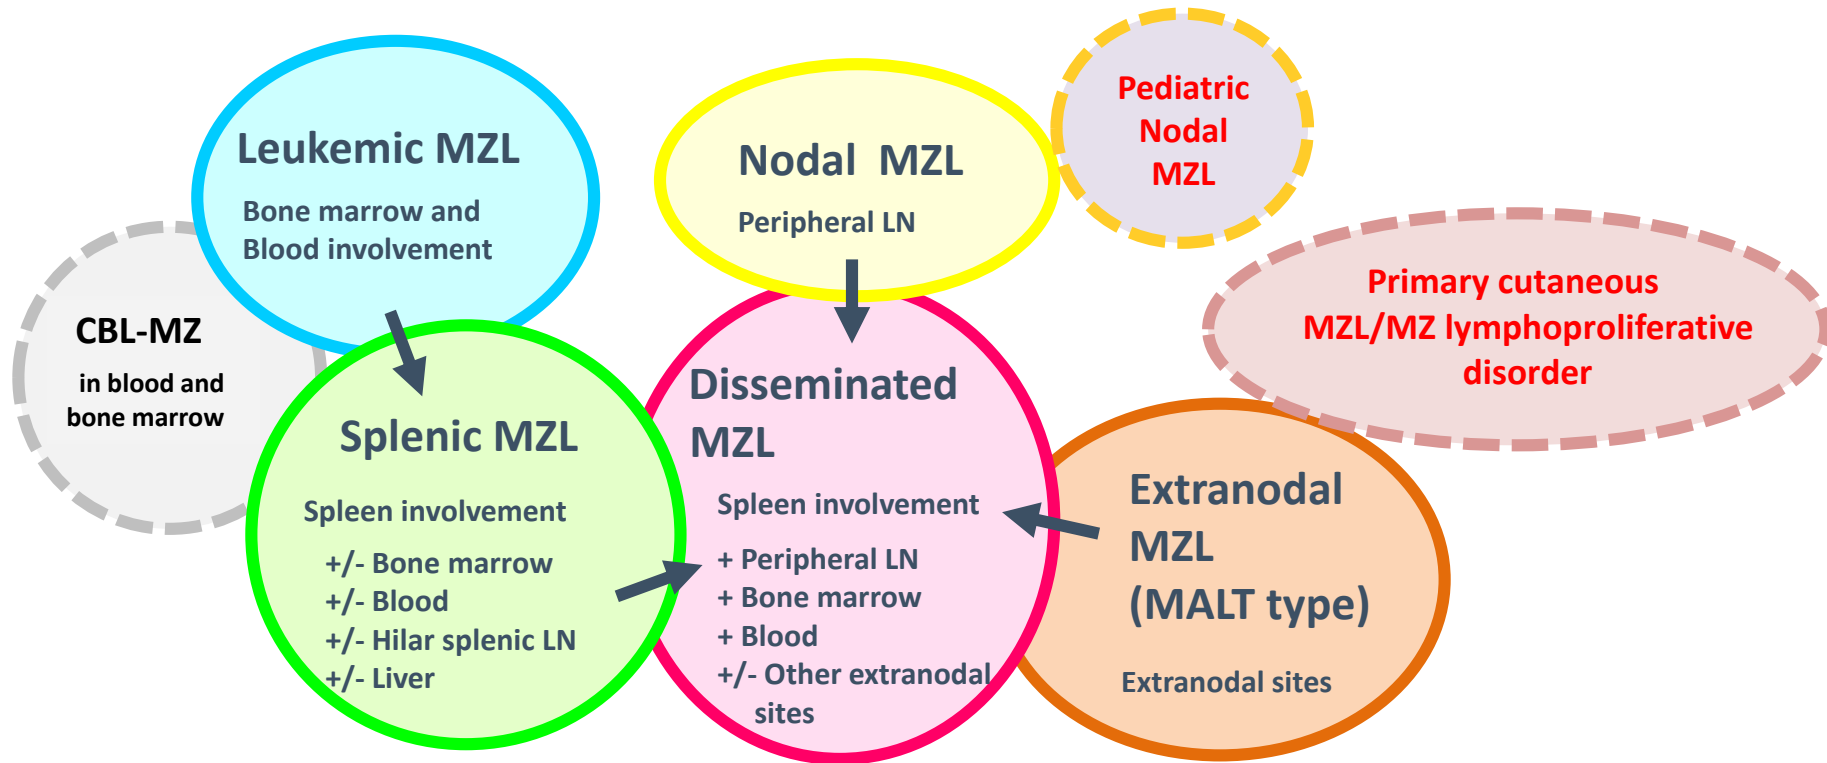 Leukemic MZL
Bone marrow and
Blood involvement
CBL-MZ
in blood and
bone marrow
Splenic MZL
Spleen involvement
+/- Bone marrow
+/- Blood
+/- Hilar splenic LN
+/- Liver
Nodal  MZL
Peripheral LN
Disseminated
MZL
Spleen involvement
+ Peripheral LN
+ Bone marrow
+ Blood
+/- Other extranodal
sites
Pediatric
Nodal
MZL
Primary cutaneous
MZL/MZ lymphoproliferative
disorder
Extranodal
MZL
(MALT type)
Extranodal sites